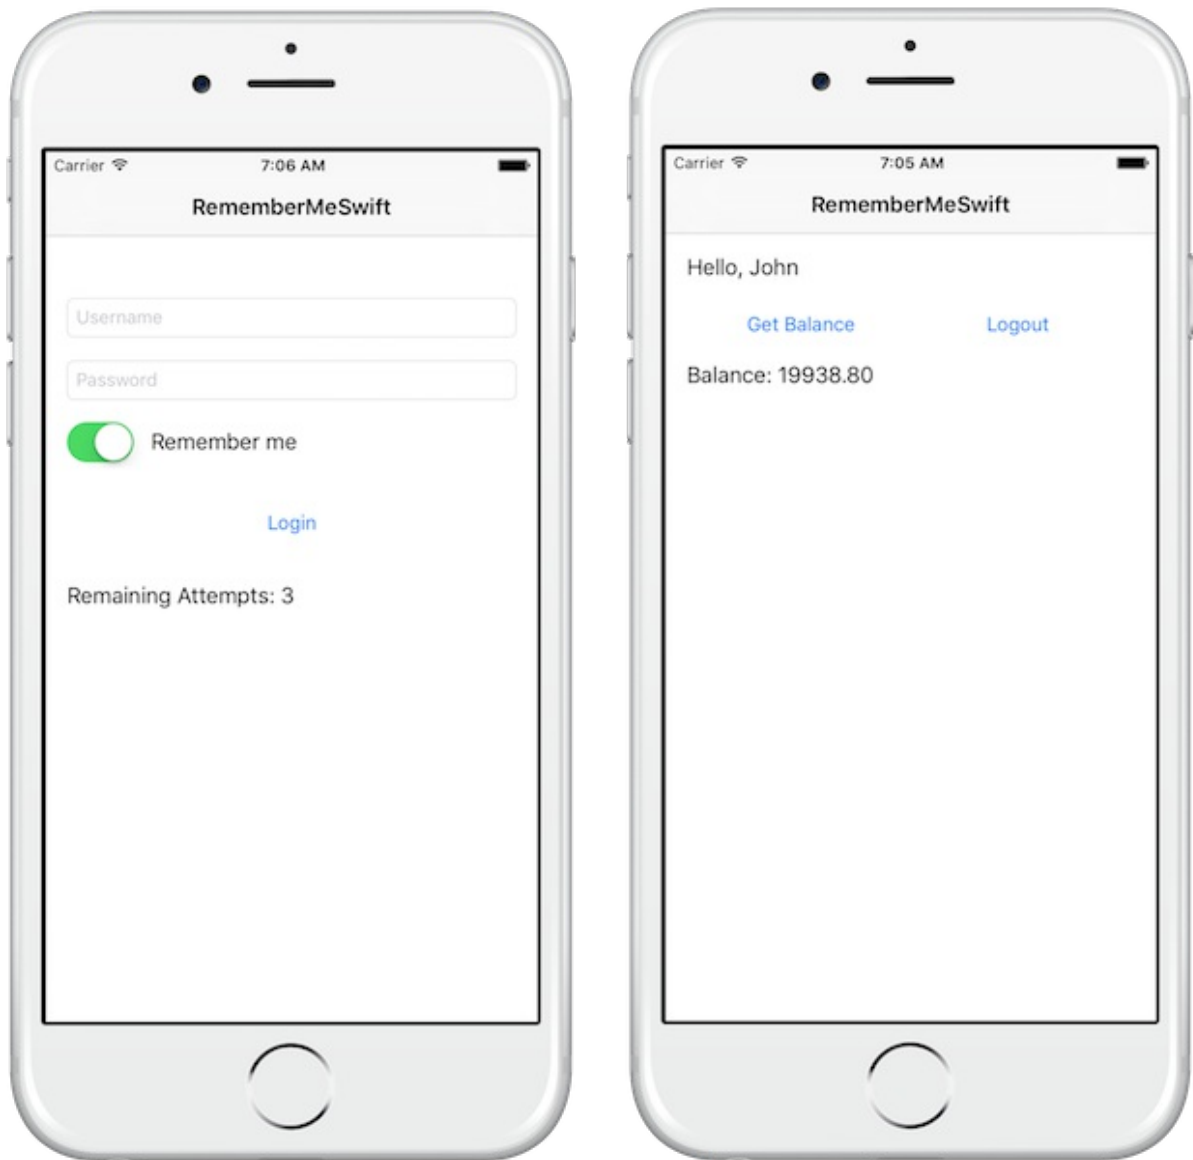 Carrier 7:06 AM
RememberMeSwift
Username
Password
Remember me
Login
Remaining Attempts: 3
Carrier 7:05 AM
RememberMeSwift
Hello, John
Get Balance Logout
Balance: 19938.80